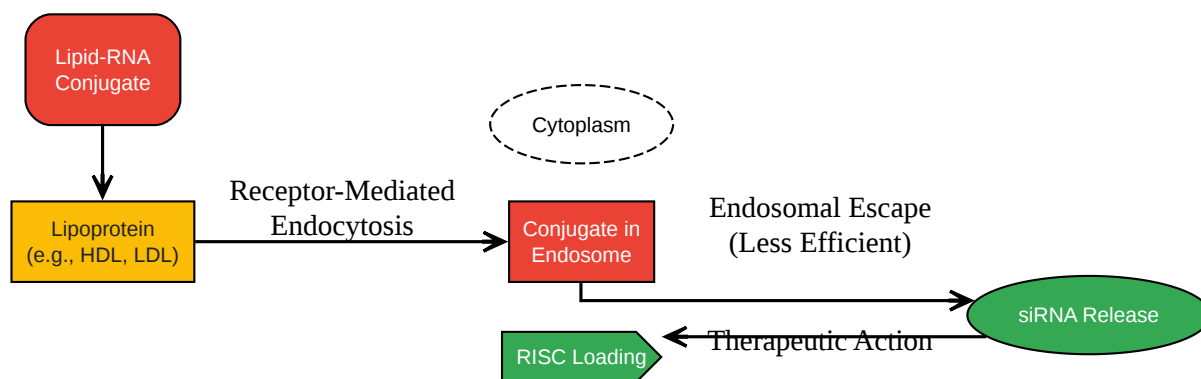 Lipid-RNA
Conjugate
Cytoplasm
Receptor-Mediated
Endocytosis
Lipoprotein
(e.g., HDL, LDL)
Conjugate in
Endosome
Endosomal Escape
(Less Efficient)
siRNA Release
Therapeutic Action
RISC Loading